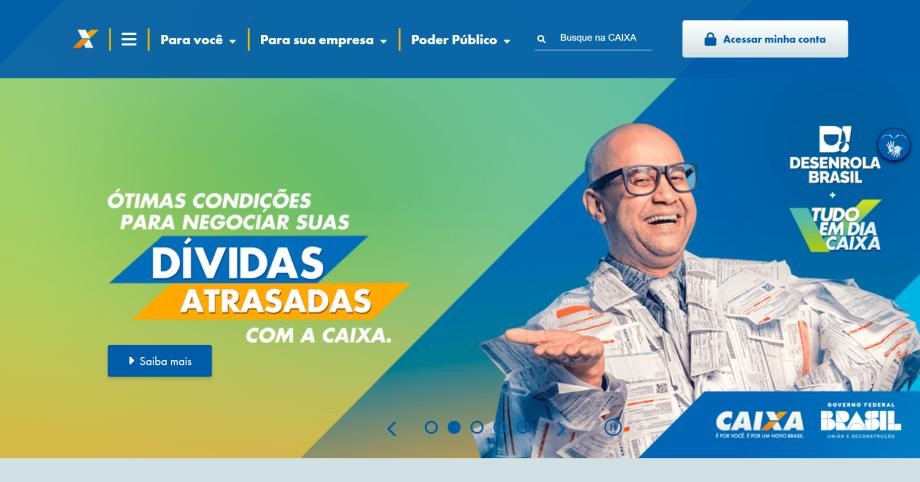 Para você
Para sua empresa
Poder Público
Busque na CAIXA
Acessar minha conta
ÓTIMAS CONDIÇÕES
PARA NEGOCIAR SUAS
DÍVIDAS
ATRASADAS
COM A CAIXA.
Saiba mais
D!
DESENROLA
BRASIL
+
TUDO
EM DIA
CAIXA
CAIXA
É POR VOCÊ. É POR UM NOVO BRASIL.
GOVERNO FEDERAL
BRASIL
UNIÃO E RECONSTRUÇÃO